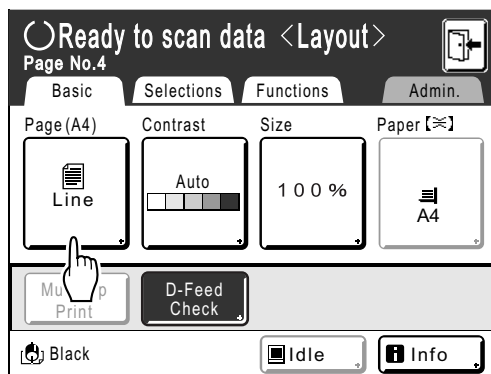 Ready to scan data <Layout>
Page No.4
Basic Selections Functions Admin.
Page(A4) Contrast Size Paper【】
Line Auto 100% A4
Print
D-Feed
Check
Black Idle Info